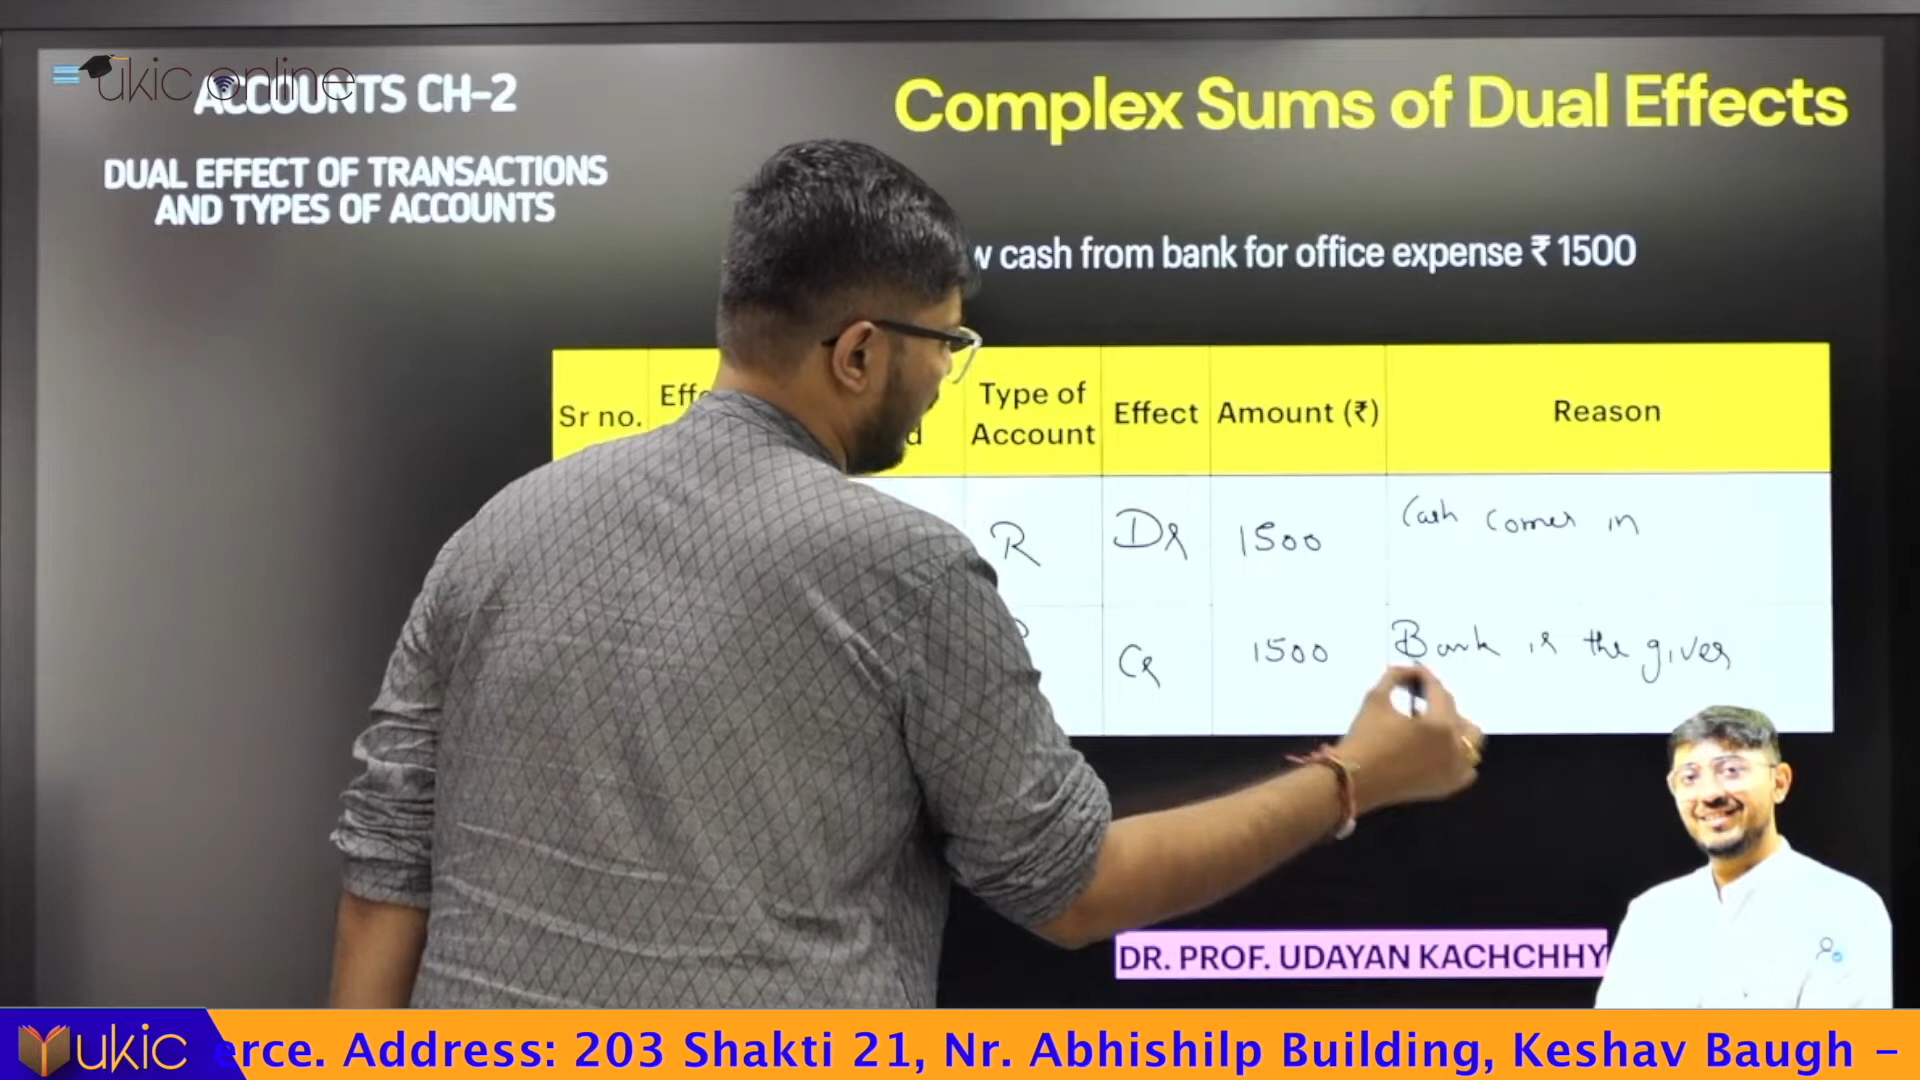 ukic online
ACCOUNTS CH-2
DUAL EFFECT OF TRANSACTIONS
AND TYPES OF ACCOUNTS
Complex Sums of Dual Effects
w cash from bank for office expense ₹ 1500
Sr no.
Type of
Account
Effect
Amount (₹)
Reason
R
Dr
1500
Cash comes in
Cr
1500
Bank is the giver
DR. PROF. UDAYAN KACHCHHY
ukic
erce. Address: 203 Shakti 21, Nr. Abhishilp Building, Keshav Baugh -